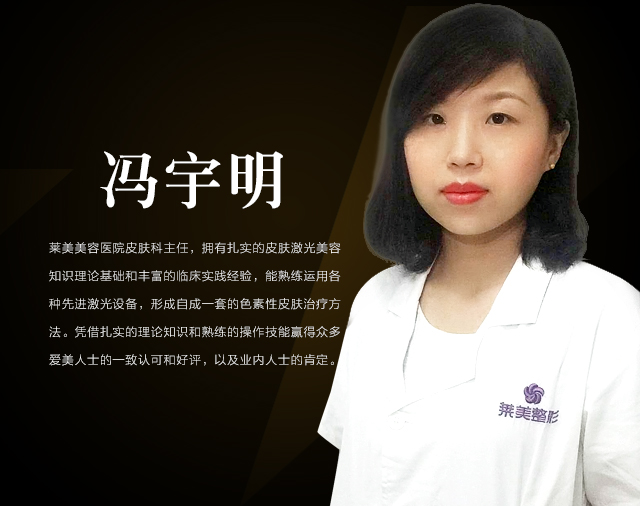 冯宇明
莱美美容医院皮肤科主任，拥有扎实的皮肤激光美容
知识理论基础和丰富的临床实践经验，能熟练运用各
种先进激光设备，形成自成一套的色素性皮肤治疗方
法。凭借扎实的理论知识和熟练的操作技能赢得众多
爱美人士的一致认可和好评，以及业内人士的肯定。
莱美整形